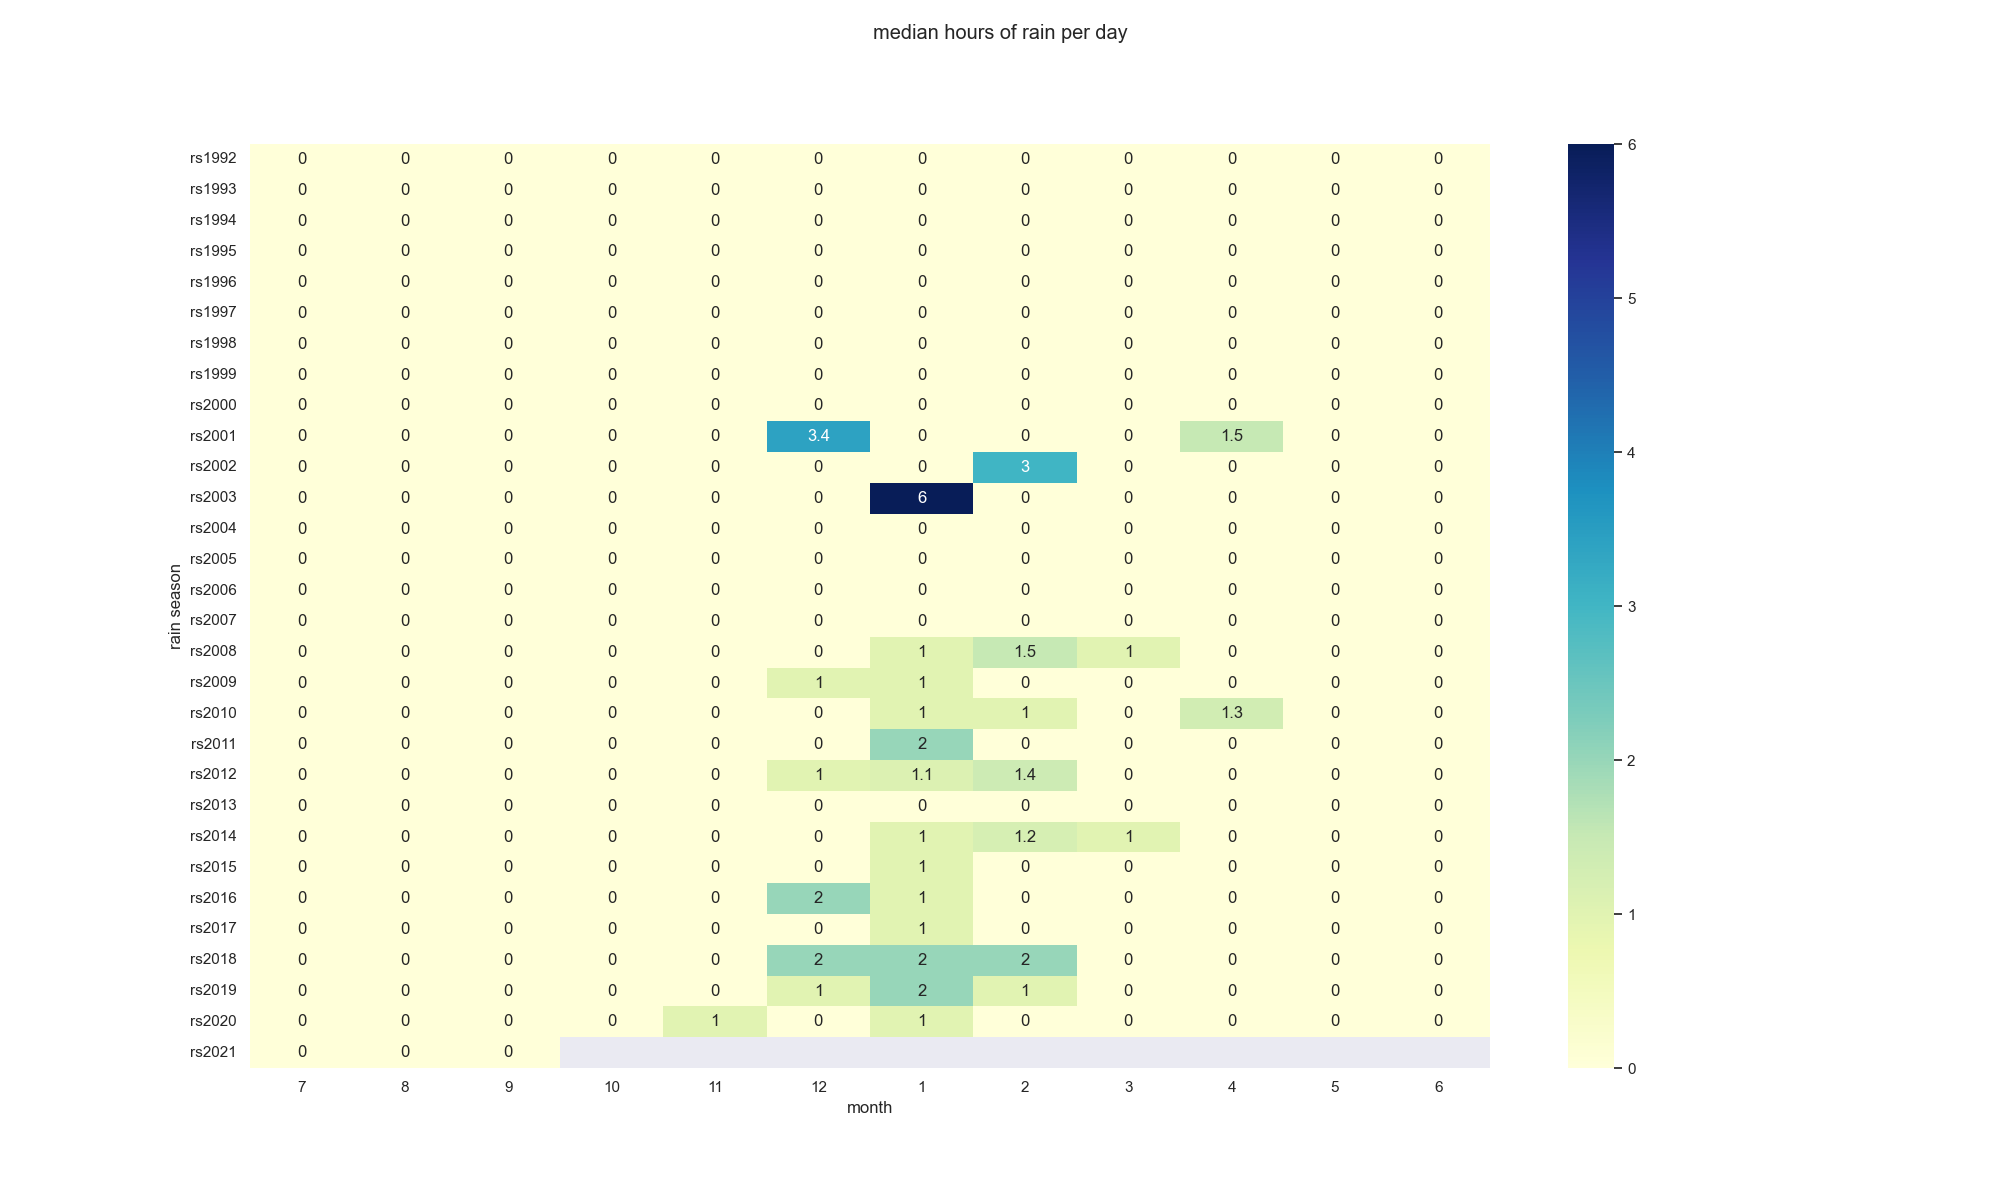 median hours of rain per day
rs1992 0 0 0 0 0 0 0 0 0 0 0 0
rs1993 0 0 0 0 0 0 0 0 0 0 0 0
rs1994 0 0 0 0 0 0 0 0 0 0 0 0
rs1995 0 0 0 0 0 0 0 0 0 0 0 0
rs1996 0 0 0 0 0 0 0 0 0 0 0 0
rs1997 0 0 0 0 0 0 0 0 0 0 0 0
rs1998 0 0 0 0 0 0 0 0 0 0 0 0
rs1999 0 0 0 0 0 0 0 0 0 0 0 0
rs2000 0 0 0 0 0 0 0 0 0 0 0 0
rs2001 0 0 0 0 0 3.4 0 0 0 1.5 0 0
rs2002 0 0 0 0 0 0 0 3 0 0 0 0
rs2003 0 0 0 0 0 0 6 0 0 0 0 0
rs2004 0 0 0 0 0 0 0 0 0 0 0 0
rs2005 0 0 0 0 0 0 0 0 0 0 0 0
rs2006 0 0 0 0 0 0 0 0 0 0 0 0
rs2007 0 0 0 0 0 0 0 0 0 0 0 0
rs2008 0 0 0 0 0 0 1 1.5 1 0 0 0
rs2009 0 0 0 0 0 1 1 0 0 0 0 0
rs2010 0 0 0 0 0 0 1 1 0 1.3 0 0
rs2011 0 0 0 0 0 0 2 0 0 0 0 0
rs2012 0 0 0 0 0 1 1.1 1.4 0 0 0 0
rs2013 0 0 0 0 0 0 0 0 0 0 0 0
rs2014 0 0 0 0 0 0 1 1.2 1 0 0 0
rs2015 0 0 0 0 0 0 1 0 0 0 0 0
rs2016 0 0 0 0 0 2 1 0 0 0 0 0
rs2017 0 0 0 0 0 0 1 0 0 0 0 0
rs2018 0 0 0 0 0 2 2 2 0 0 0 0
rs2019 0 0 0 0 0 1 2 1 0 0 0 0
rs2020 0 0 0 0 1 0 1 0 0 0 0 0
rs2021 0 0 0
7 8 9 10 11 12 1 2 3 4 5 6
month
rain season
6
5
4
3
2
1
0